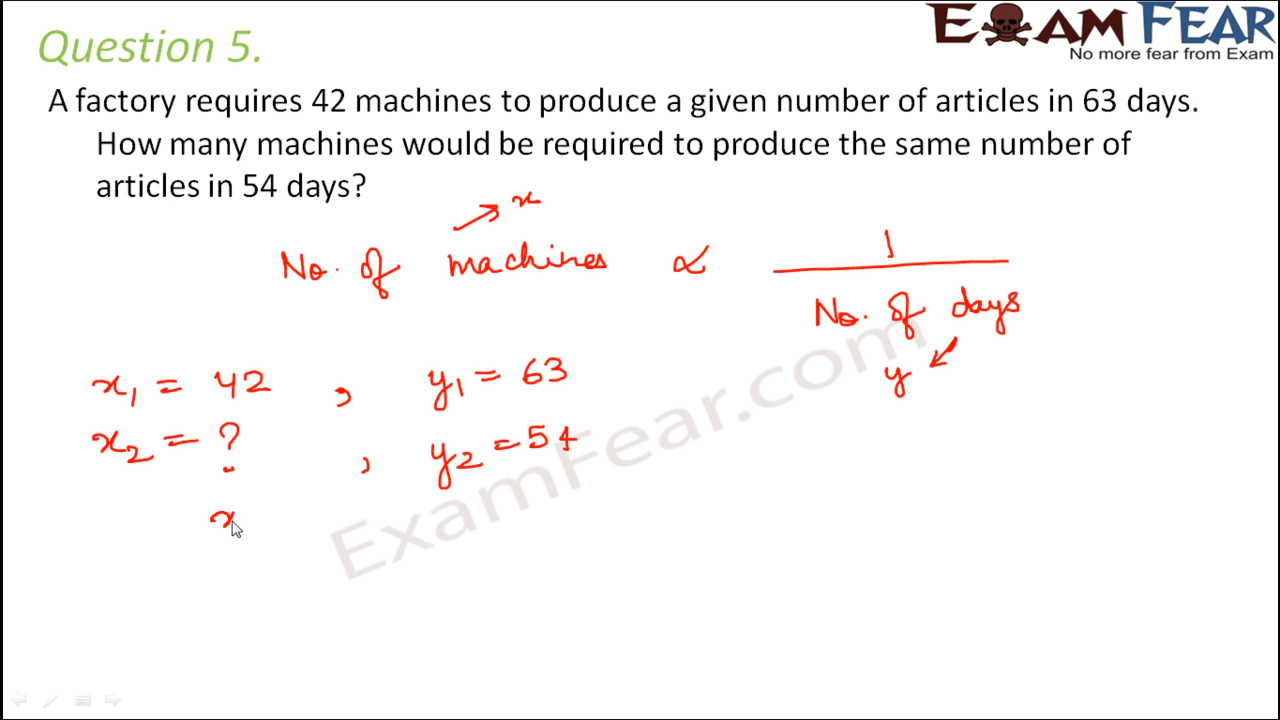 Question 5.
EXAM FEAR
No more fear from Exam
A factory requires 42 machines to produce a given number of articles in 63 days.
How many machines would be required to produce the same number of
articles in 54 days?
x
No. of machines ∝ 1
No. of days
y
x₁ = 42 , y₁ = 63
x₂ = ? , y₂ = 54
x
ExamFear.com